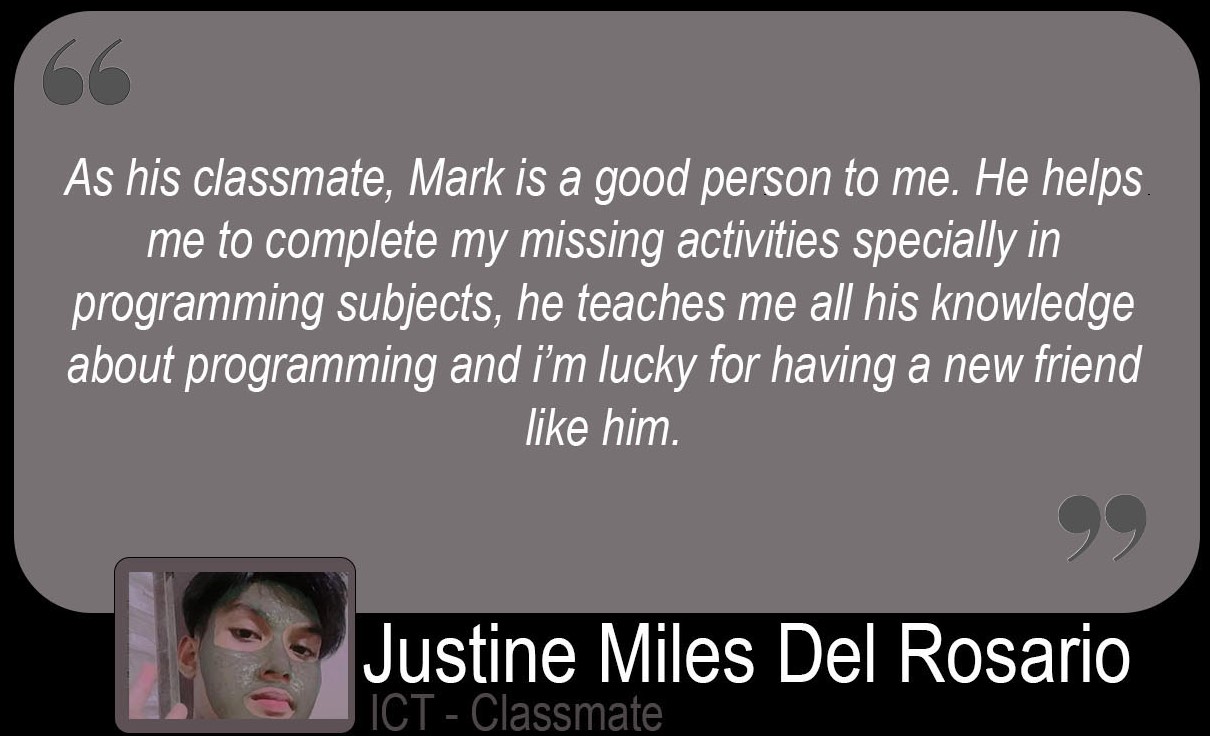 “
As his classmate, Mark is a good person to me. He helps
me to complete my missing activities specially in
programming subjects, he teaches me all his knowledge
about programming and i’m lucky for having a new friend
like him.
”
Justine Miles Del Rosario
ICT - Classmate